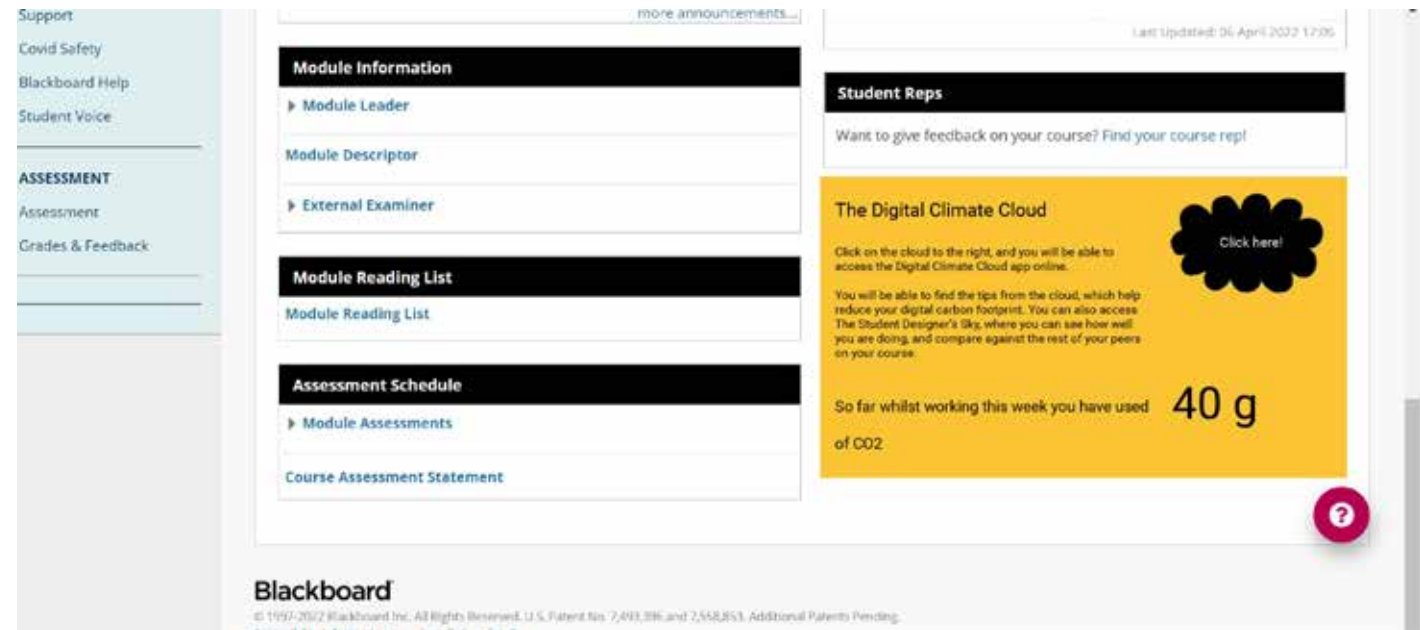 Support
Covid Safety
Blackboard Help
Student Voice
ASSESSMENT
Assessment
Grades & Feedback
more announcements...
Module Information
Module Leader
Module Descriptor
External Examiner
Module Reading List
Module Reading List
Assessment Schedule
Module Assessments
Course Assessment Statement
Last Updated: 06 April 2022 17:06
Student Reps
Want to give feedback on your course? Find your course rep!
The Digital Climate Cloud
Click on the cloud to the right, and you will be able to
access the Digital Climate Cloud app online.
You will be able to find the tips from the cloud, which help
reduce your digital carbon footprint. You can also access
The Student Designer's Sky, where you can see how well
you are doing, and compare against the rest of your peers
on your course.
Click here!
So far whilst working this week you have used 40 g
of CO2
?
Blackboard
© 1997-2022 Blackboard Inc. All Rights Reserved. U.S. Patent No. 7,493,396 and 7,558,853. Additional Patents Pending.